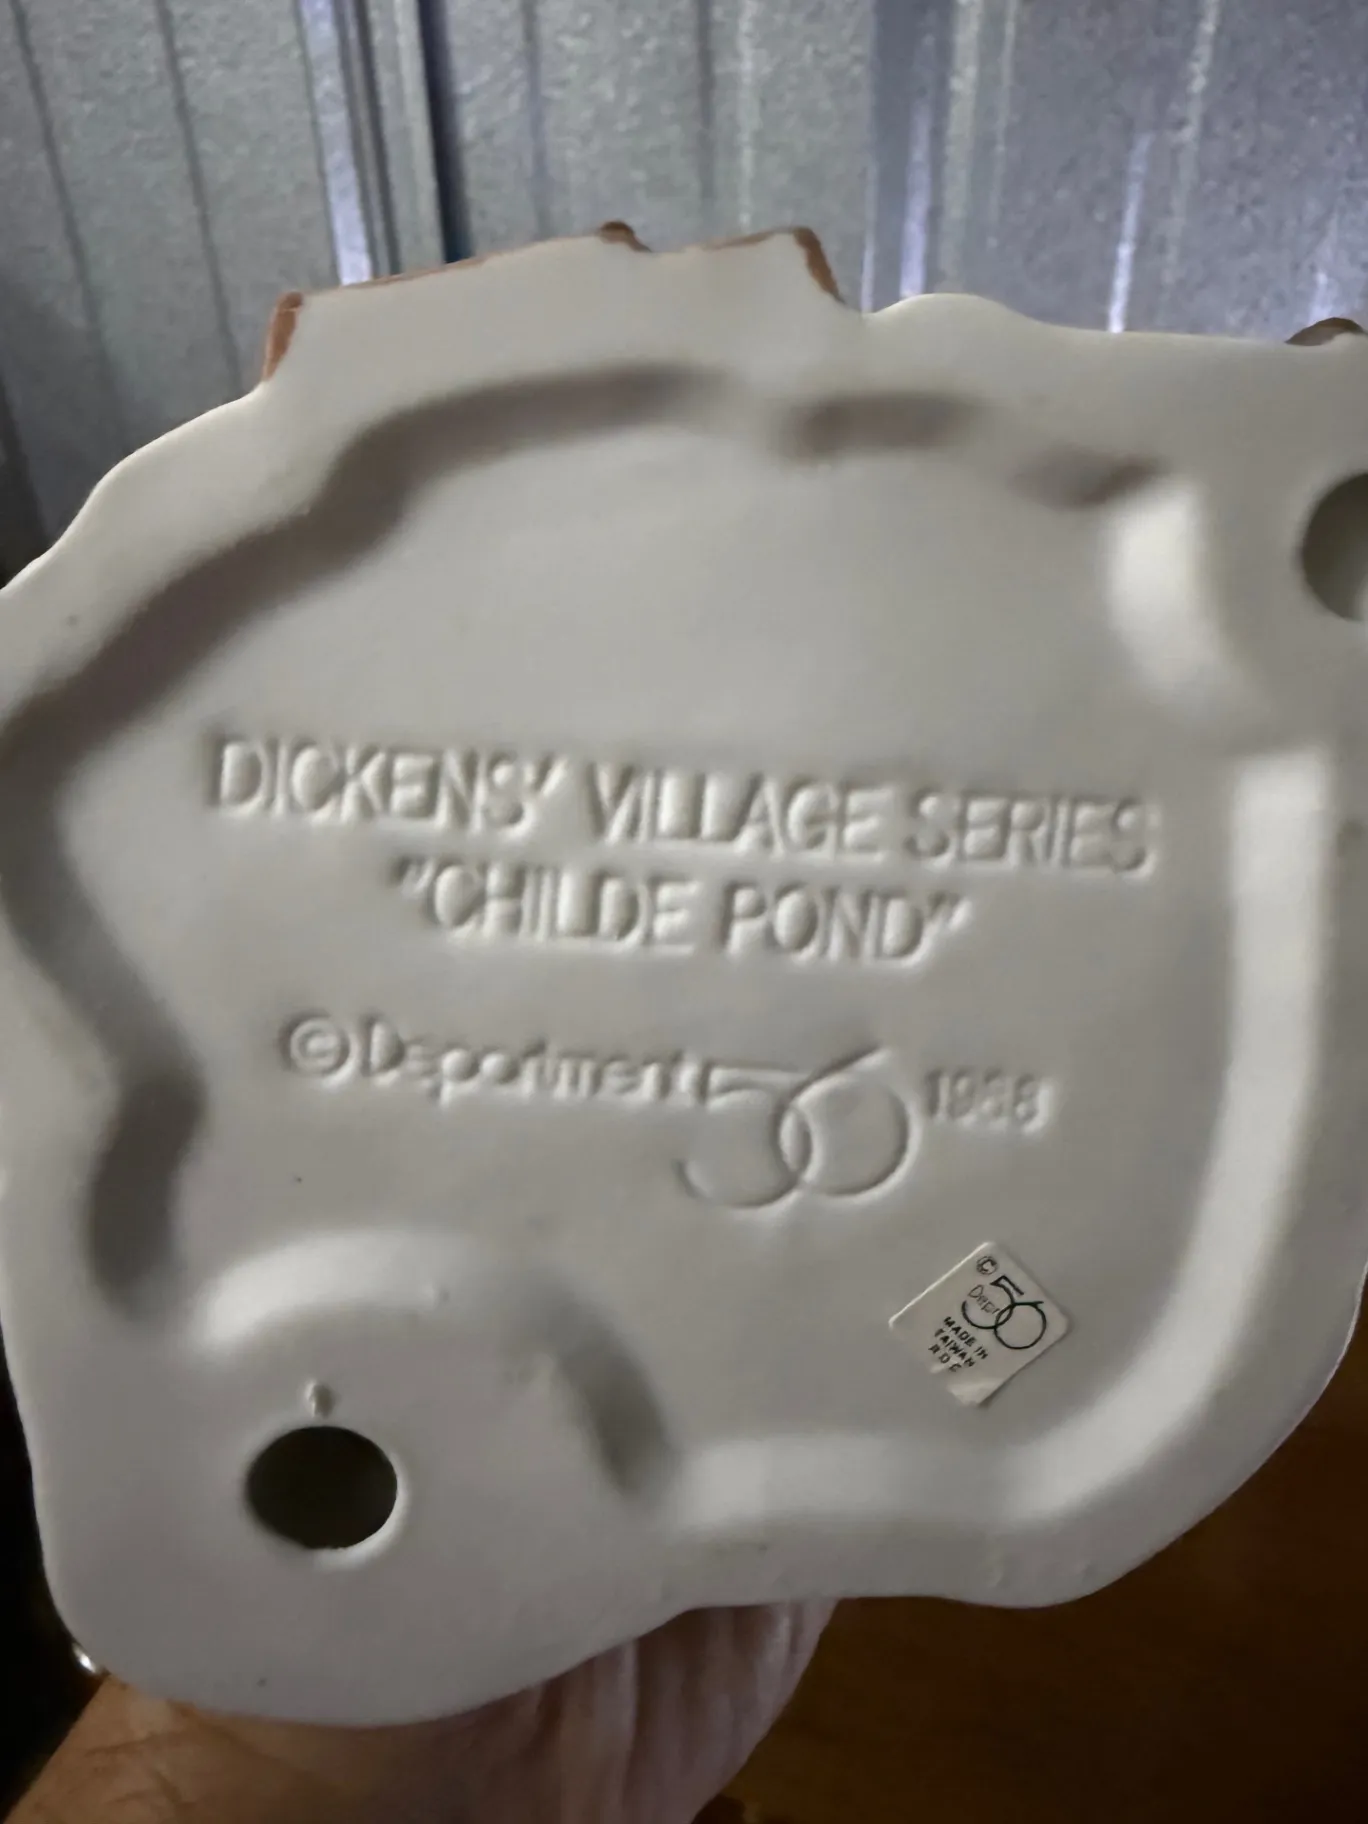 DICKENS' VILLAGE SERIES
"CHILDE POND"
© Department 56 1988
© Dept 56
MADE IN
TAIWAN
R O C